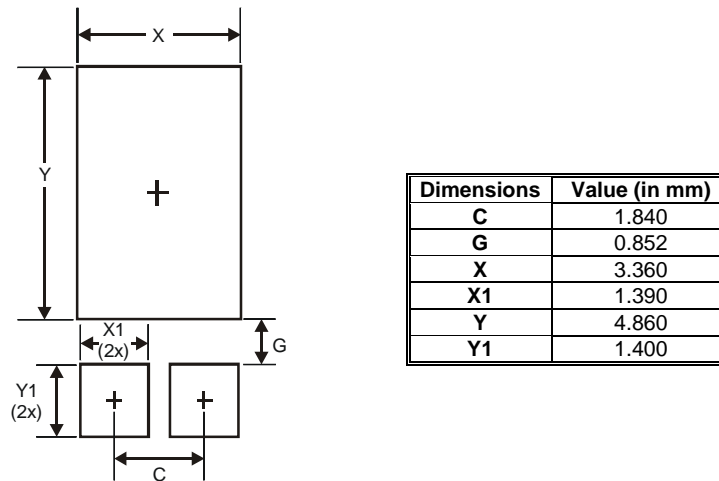 X
Y
X1
(2x)
G
Y1
(2x)
C
Dimensions Value (in mm)
C 1.840
G 0.852
X 3.360
X1 1.390
Y 4.860
Y1 1.400